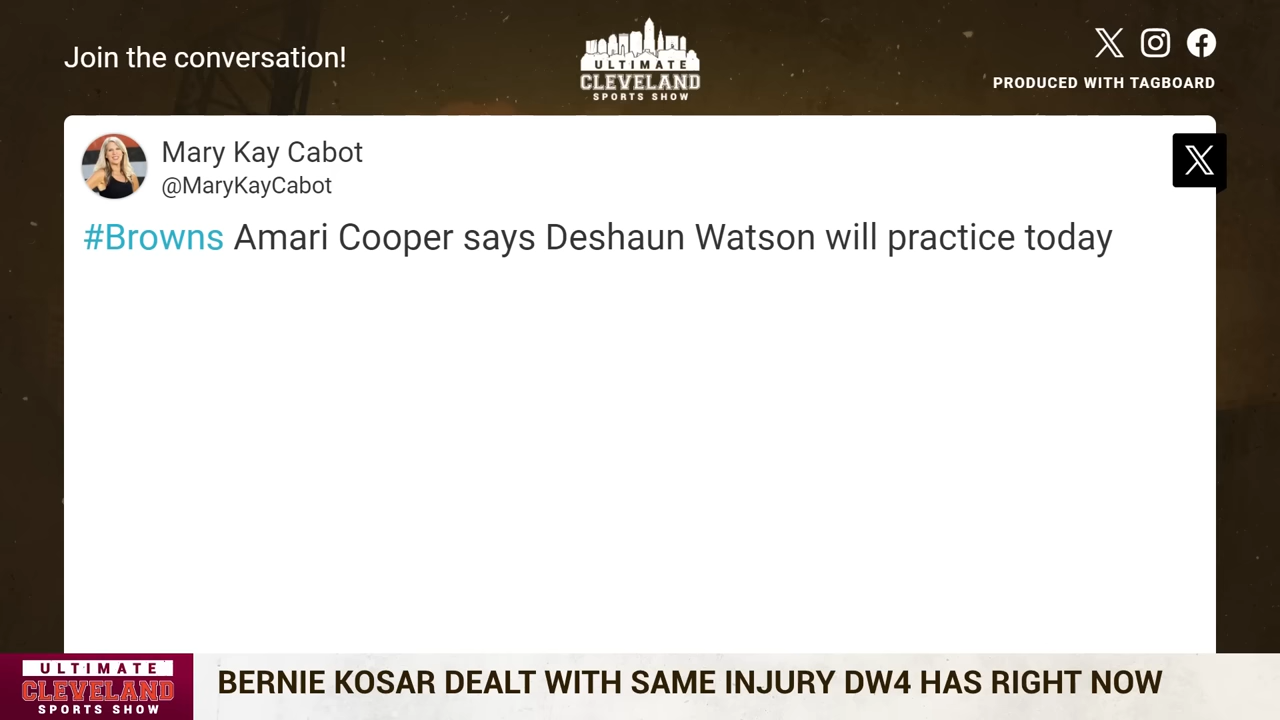 Join the conversation!
ULTIMATE
CLEVELAND
SPORTS SHOW
PRODUCED WITH TAGBOARD
Mary Kay Cabot
@MaryKayCabot
#Browns Amari Cooper says Deshaun Watson will practice today
ULTIMATE
CLEVELAND
SPORTS SHOW
BERNIE KOSAR DEALT WITH SAME INJURY DW4 HAS RIGHT NOW